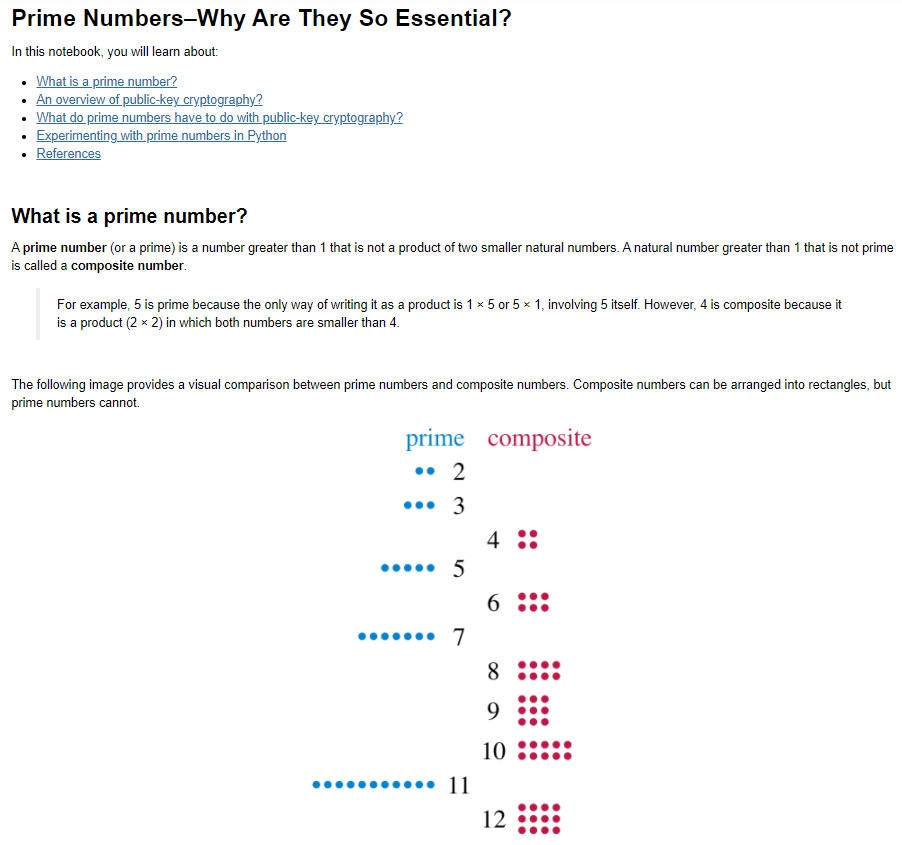 Prime Numbers–Why Are They So Essential?
In this notebook, you will learn about:
What is a prime number?
An overview of public-key cryptography?
What do prime numbers have to do with public-key cryptography?
Experimenting with prime numbers in Python
References
What is a prime number?
A prime number (or a prime) is a number greater than 1 that is not a product of two smaller natural numbers. A natural number greater than 1 that is not prime
is called a composite number.
For example, 5 is prime because the only way of writing it as a product is 1 × 5 or 5 × 1, involving 5 itself. However, 4 is composite because it
is a product (2 × 2) in which both numbers are smaller than 4.
The following image provides a visual comparison between prime numbers and composite numbers. Composite numbers can be arranged into rectangles, but
prime numbers cannot.
prime composite
2
3
4
5
6
7
8
9
10
11
12